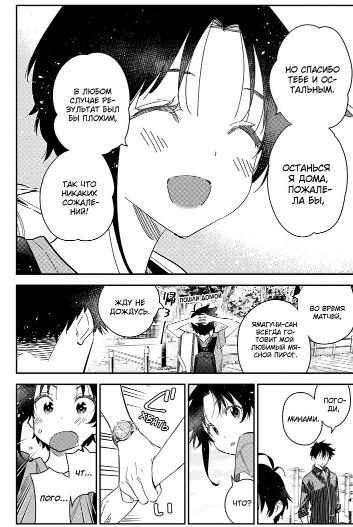 НО СПАСИБО
ТЕБЕ И ОС-
ТАЛЬНЫМ.
ОСТАНЬСЯ
Я ДОМА,
ПОЖАЛЕ-
ЛА БЫ,
В ЛЮБОМ
СЛУЧАЕ РЕ-
ЗУЛЬТАТ БЫЛ
БЫ ПЛОХИМ,
ТАК ЧТО
НИКАКИХ
СОЖАЛЕ-
НИЙ!
ВО ВРЕМЯ
МАТЧЕЙ,
ЯМАГУЧИ-САН
ВСЕГДА ГО-
ТОВИТ МОЙ
ЛЮБИМЫЙ МЯ-
СНОЙ ПИРОГ.
ПОШЛИ ДОМОЙ
ЖДУ НЕ
ДОЖДУСЬ.
ПОГО-
ДИ,
МИНАМИ.
ЧТО?
ХВАТЬ
ЧТ...
ПОГО...